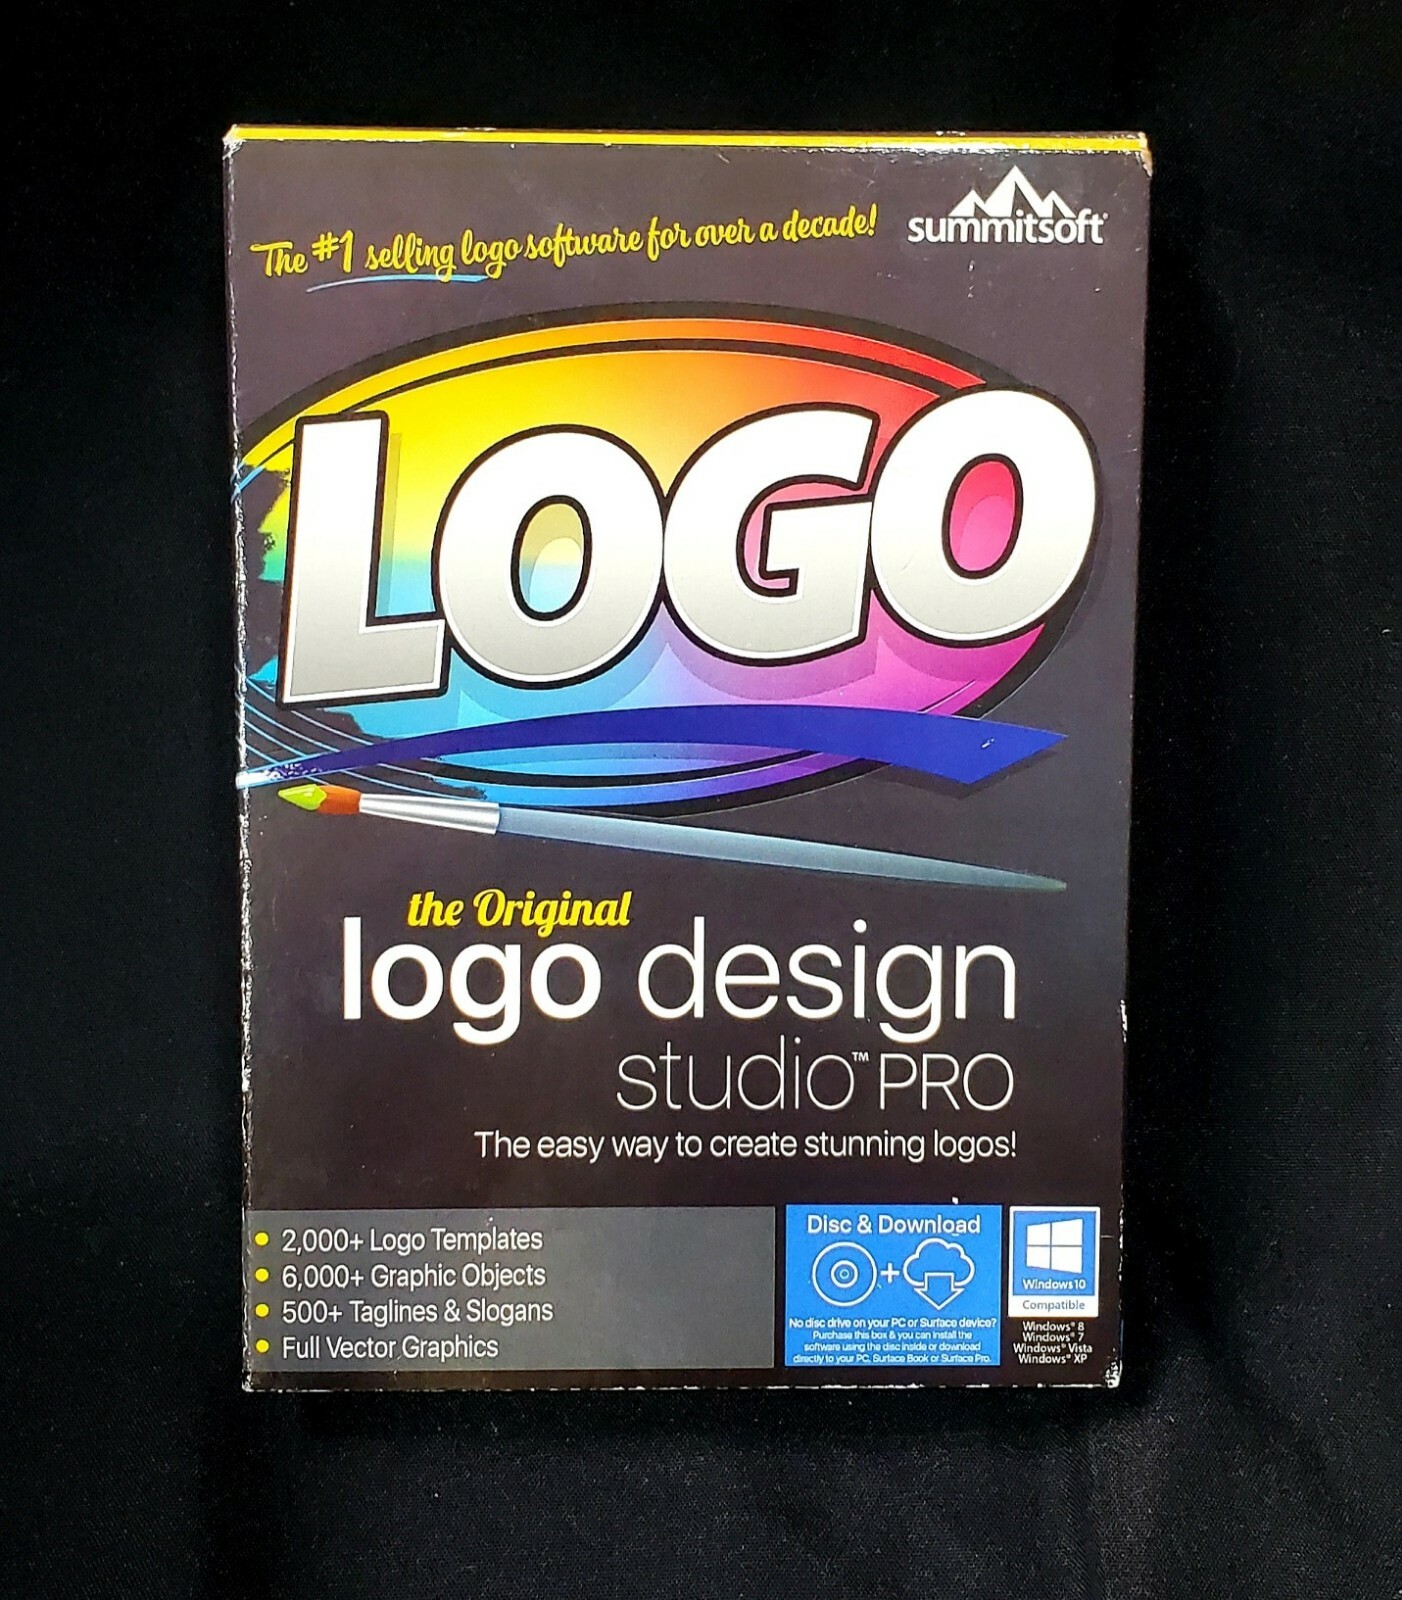 The #1 selling logo software for over a decade!
summitsoft®
LOGO
the Original
logo design
studio™ PRO
The easy way to create stunning logos!
• 2,000+ Logo Templates
• 6,000+ Graphic Objects
• 500+ Taglines & Slogans
• Full Vector Graphics
Disc & Download
+
No disc drive on your PC or Surface device?
Purchase this box & you can install the
software using the disc inside or download
directly to your PC, Surface Book or Surface Pro.
Windows 10
Compatible
Windows® 8
Windows® 7
Windows® Vista
Windows® XP